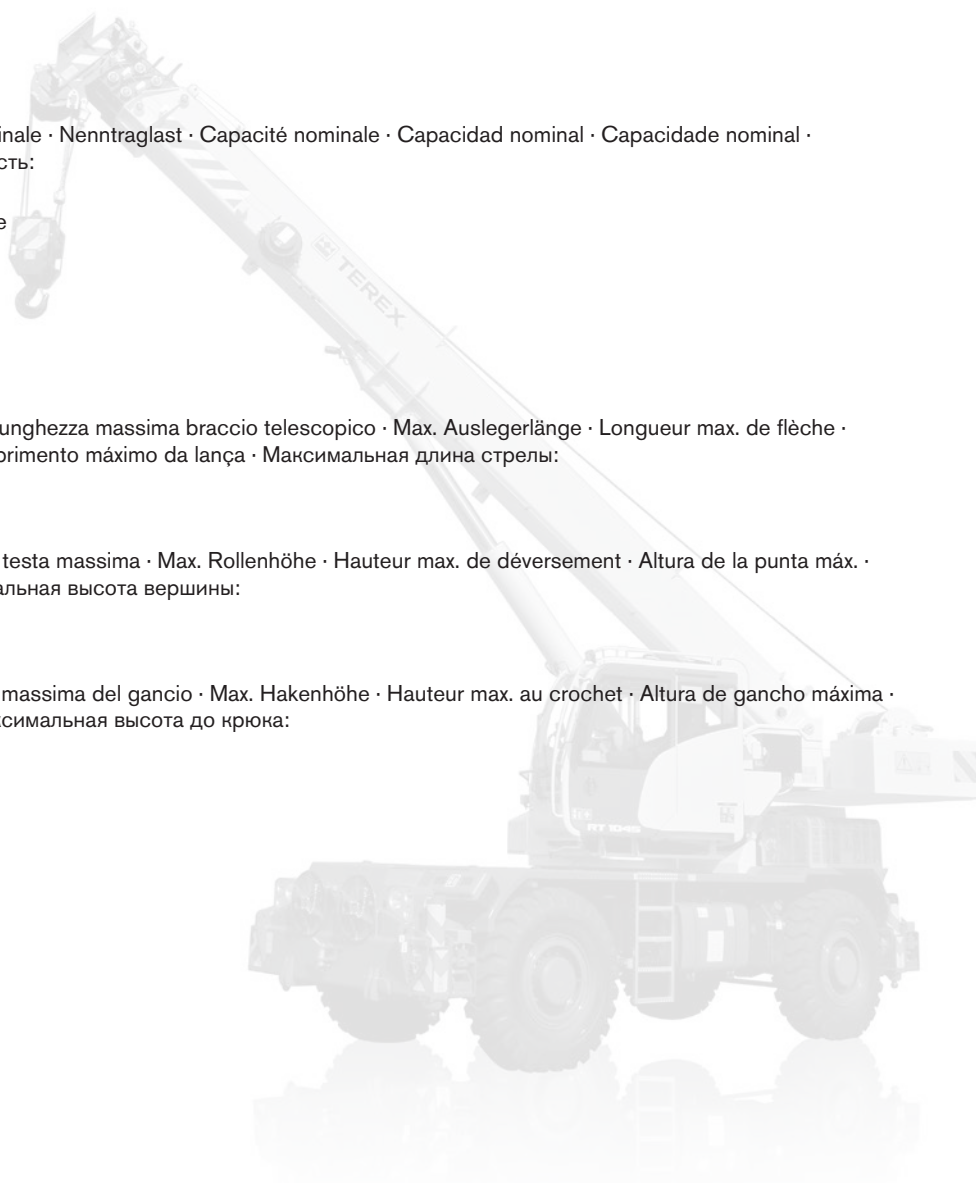 inale · Nenntraglast · Capacité nominale · Capacidad nominal · Capacidade nominal ·
сть:
e
TEREX
unghezza massima braccio telescopico · Max. Auslegerlänge · Longueur max. de flèche ·
primento máximo da lança · Максимальная длина стрелы:
testa massima · Max. Rollenhöhe · Hauteur max. de déversement · Altura de la punta máx. ·
альная высота вершины:
massima del gancio · Max. Hakenhöhe · Hauteur max. au crochet · Altura de gancho máxima ·
ксимальная высота до крюка:
RT 1045